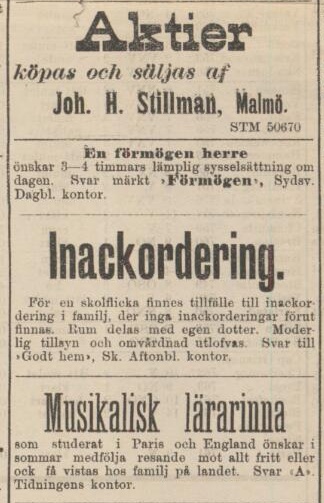 Aktier
köpas och säljas af
Joh. H. Stillman, Malmö.
STM 50670
En förmögen herre
önskar 3—4 timmars lämplig sysselsättning om
dagen. Svar märkt »Förmögen», Sydsv.
Dagbl. kontor.
Inackordering.
För en skolflicka finnes tillfälle till inackor-
dering i familj, der inga inackorderingar förut
finnas. Rum delas med egen dotter. Moder-
lig tillsyn och omvårdnad utlofvas. Svar till
»Godt hem», Sk. Aftonbl. kontor.
Musikalisk lärarinna
som studerat i Paris och England önskar i
sommar medfölja resande mot allt fritt eller
ock få vistas hos familj på landet. Svar «A».
Tidningens kontor.